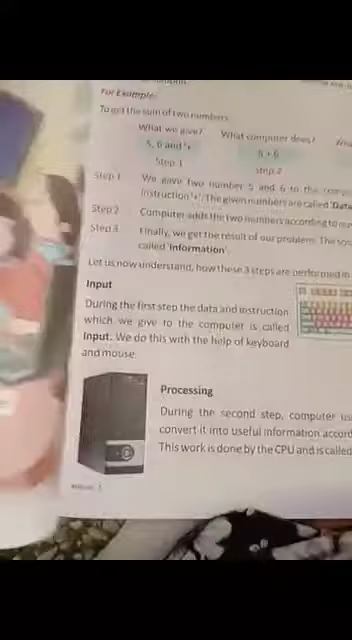 For Example:
To get the sum of two numbers
What we give? What computer does?
5, 6 and '+' 5 + 6
Step 1 step 2
Step 1 We gave two number 5 and 6 to the
instruction '+'. The given numbers are called 'Data
Step 2 Computer adds the two numbers according to
Step 3 Finally, we get the result of our problem. The
called 'Information'.
Let us now understand, how these 3 steps are performed in
Input
During the first step the data and instruction
which we give to the computer is called
Input. We do this with the help of keyboard
and mouse.
Processing
During the second step, computer
convert it into useful information
This work is done by the CPU and is called